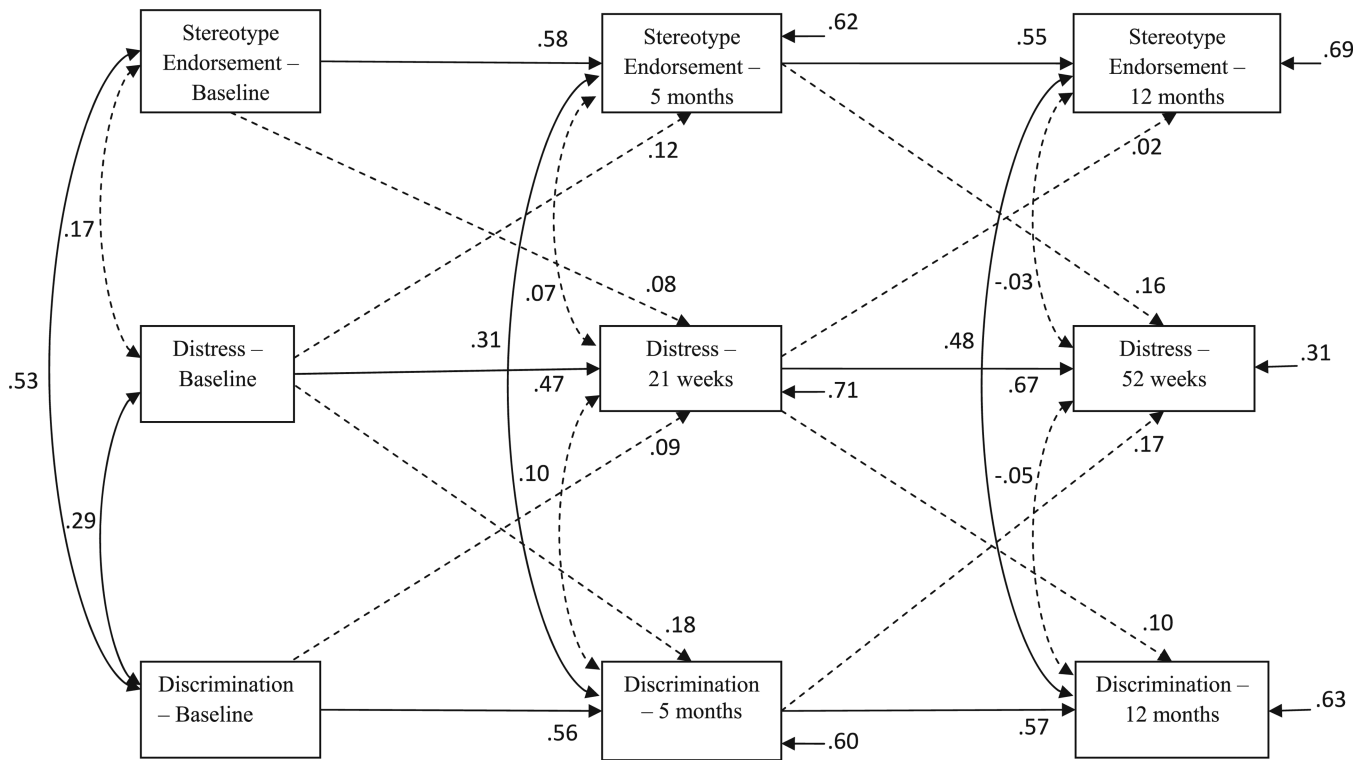 Stereotype
Endorsement –
Baseline
.58
Stereotype
Endorsement –
5 months
.62
.55
Stereotype
Endorsement –
12 months
.69
.12
.02
.17
.08
.07
-.03
.16
.31
.48
.53
Distress –
Baseline
.47
Distress –
21 weeks
.71
.67
Distress –
52 weeks
.31
.09
.17
.10
-.05
.29
.18
.10
Discrimination
– Baseline
.56
Discrimination
– 5 months
.60
.57
Discrimination –
12 months
.63